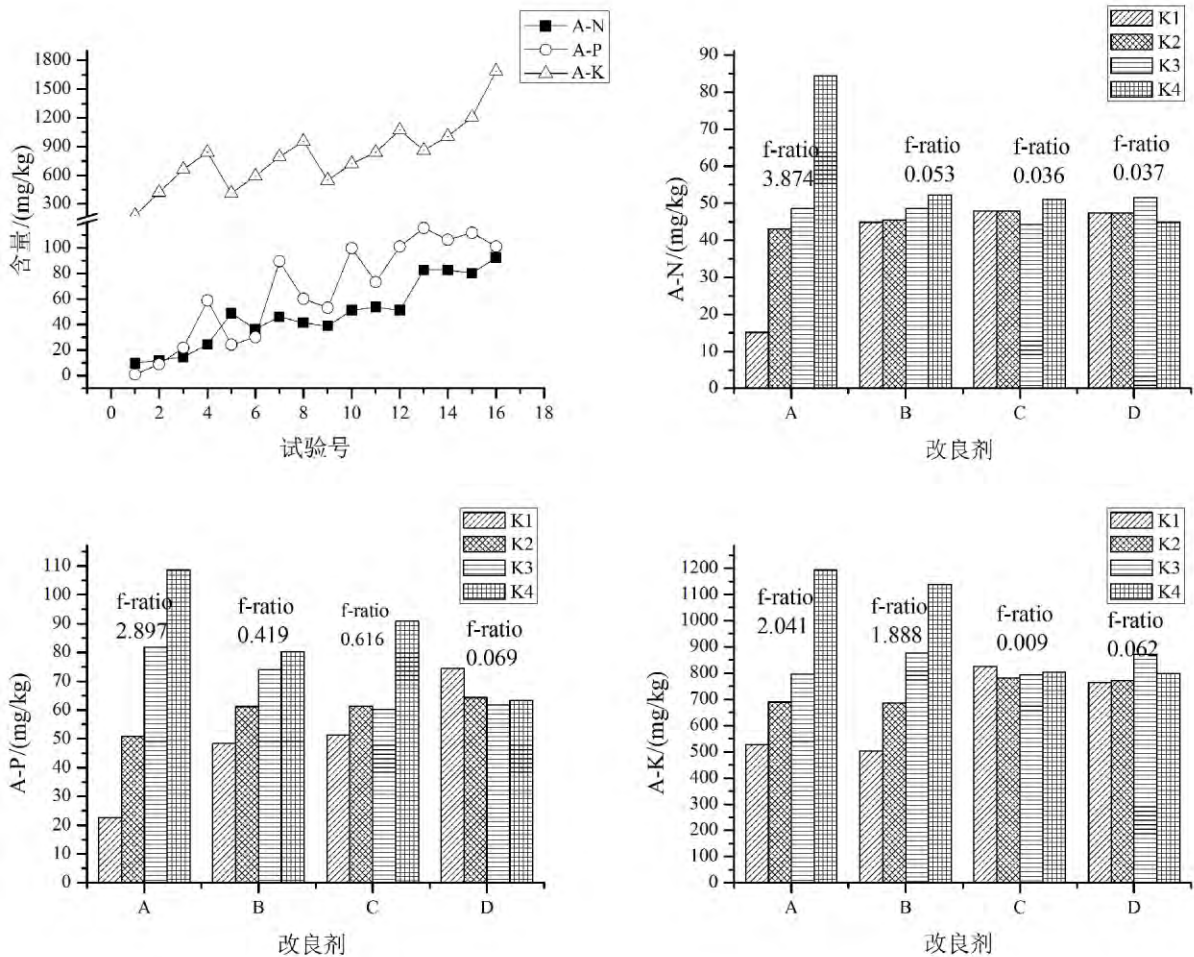 A-N
A-P
A-K
1800
1500
1200
900
600
300
100
80
60
40
20
0
含量/(mg/kg)
0 2 4 6 8 10 12 14 16 18
试验号
K1
K2
K3
K4
90
80
70
60
50
40
30
20
10
0
A-N/(mg/kg)
f-ratio
3.874
f-ratio
0.053
f-ratio
0.036
f-ratio
0.037
A B C D
改良剂
K1
K2
K3
K4
110
100
90
80
70
60
50
40
30
20
10
0
A-P/(mg/kg)
f-ratio
2.897
f-ratio
0.419
f-ratio
0.616
f-ratio
0.069
A B C D
改良剂
K1
K2
K3
K4
1200
1100
1000
900
800
700
600
500
400
300
200
100
0
A-K/(mg/kg)
f-ratio
2.041
f-ratio
1.888
f-ratio
0.009
f-ratio
0.062
A B C D
改良剂